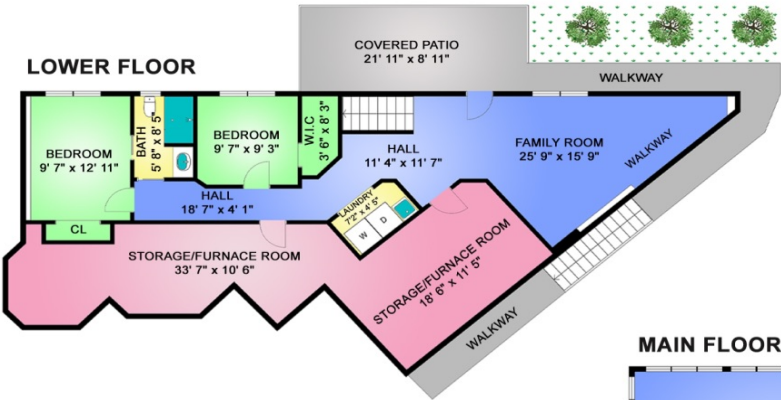 LOWER FLOOR
COVERED PATIO
21' 11" x 8' 11"
WALKWAY
BEDROOM
9' 7" x 12' 11"
BATH
5' 8" x 8' 5"
BEDROOM
9' 7" x 9' 3"
W.I.C
3' 6" x 8' 3"
HALL
11' 4" x 11' 7"
FAMILY ROOM
25' 9" x 15' 9"
WALKWAY
HALL
18' 7" x 4' 1"
LAUNDRY
7'2" x 4' 5"
W
D
CL
STORAGE/FURNACE ROOM
33' 7" x 10' 6"
STORAGE/FURNACE ROOM
18' 6" x 11' 5"
WALKWAY
MAIN FLOOR